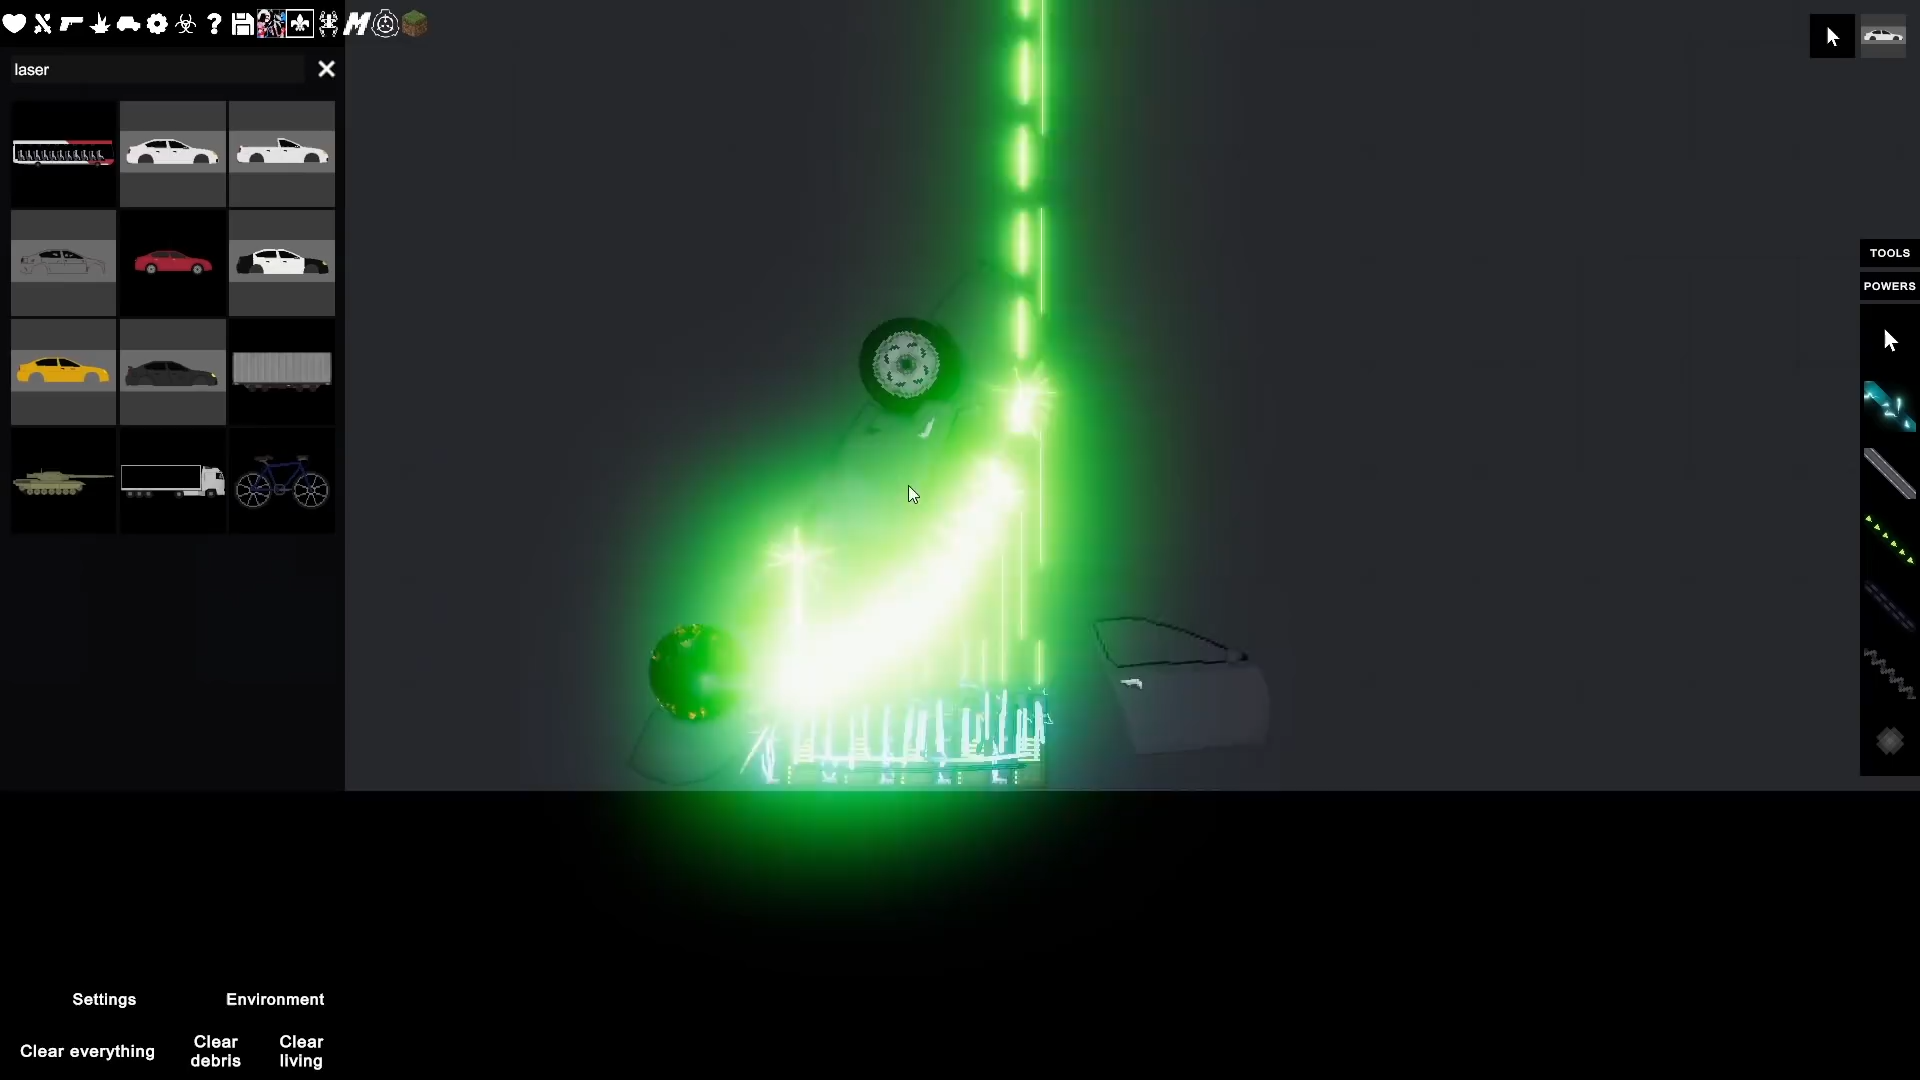 laser
TOOLS
POWERS
Settings
Environment
Clear everything
Clear
debris
Clear
living